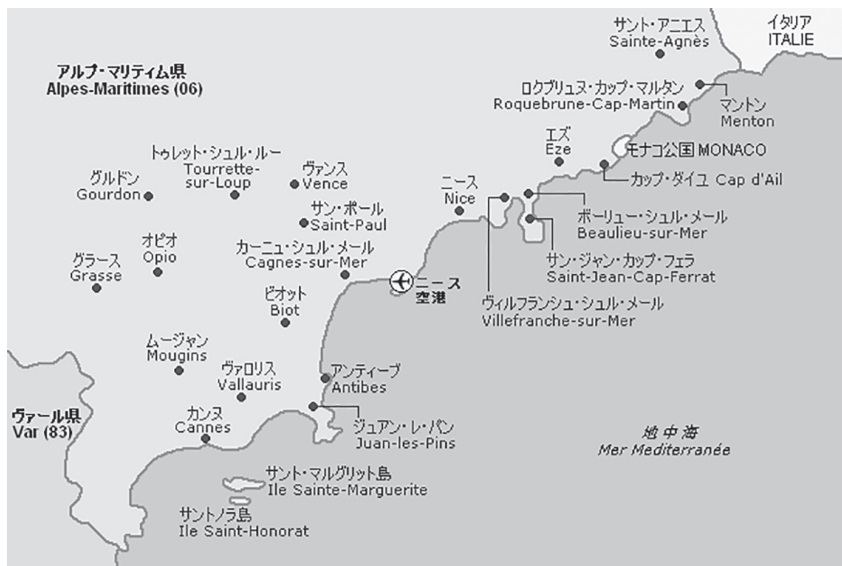 サント・アニエス
Sainte-Agnès
イタリア
ITALIE
アルプ・マリティム県
Alpes-Maritimes (06)
ロクブリュヌ・カップ・マルタン
Roquebrune-Cap-Martin
マントン
Menton
エズ
Eze
モナコ公国 MONACO
カップ・ダイユ Cap d'Ail
トゥレット・シュル・ルー
Tourrette-
sur-Loup
ヴァンス
Vence
グルドン
Gourdon
ニース
Nice
サン・ポール
Saint-Paul
ボーリュー・シュル・メール
Beaulieu-sur-Mer
オピオ
Opio
カーニュ・シュル・メール
Cagnes-sur-Mer
グラース
Grasse
サン・ジャン・カップ・フェラ
Saint-Jean-Cap-Ferrat
ニース
空港
ビオット
Biot
ヴィルフランシュ・シュル・メール
Villefranche-sur-Mer
ムージャン
Mougins
ヴァロリス
Vallauris
アンティーブ
Antibes
ヴァール県
Var (83)
カンヌ
Cannes
ジュアン・レ・パン
Juan-les-Pins
地中海
Mer Mediterranée
サント・マルグリット島
Ile Sainte-Marguerite
サントノラ島
Ile Saint-Honorat